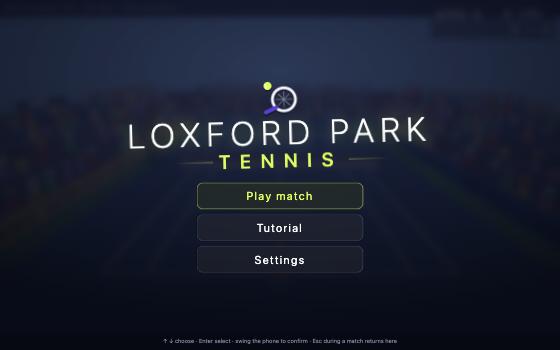 LOXFORD PARK
TENNIS
Play match
Tutorial
Settings
↑ ↓ choose · Enter select · swing the phone to confirm · Esc during a match returns here